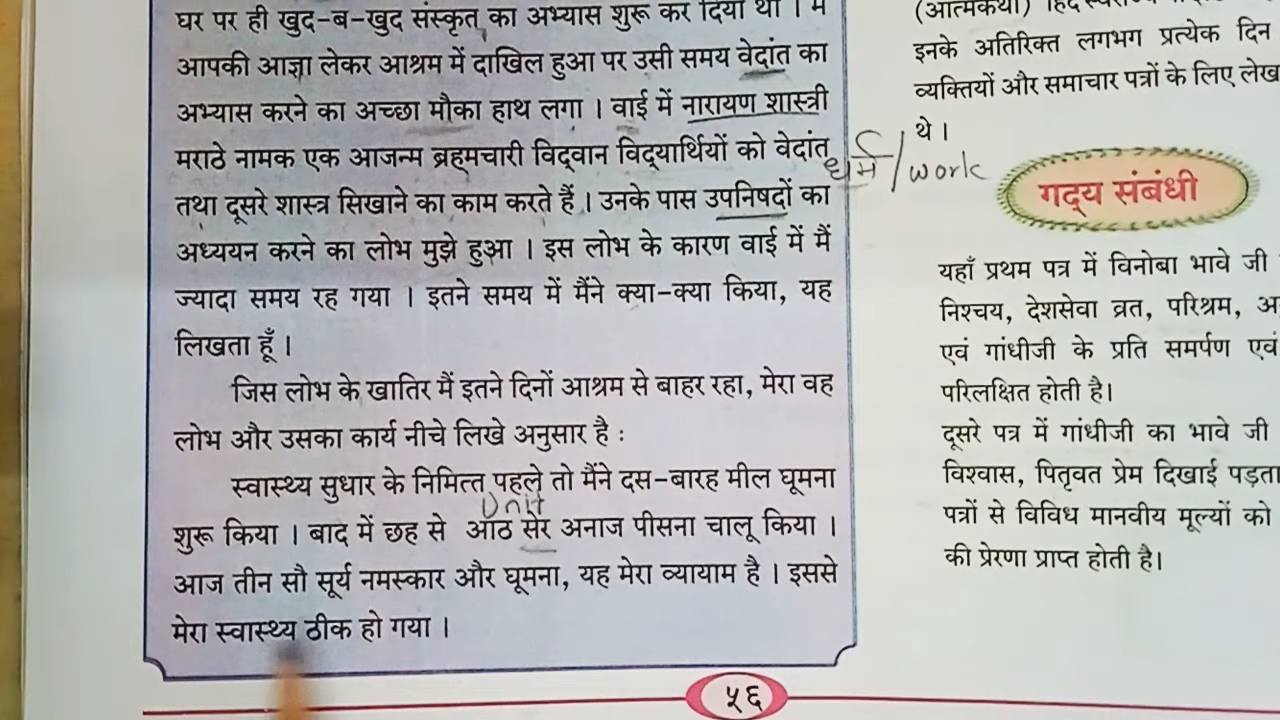 घर पर ही खुद-ब-खुद संस्कृत का अभ्यास शुरू कर दिया था । मैं
आपकी आज्ञा लेकर आश्रम में दाखिल हुआ पर उसी समय वेदांत का
अभ्यास करने का अच्छा मौका हाथ लगा । वाई में नारायण शास्त्री
मराठे नामक एक आजन्म ब्रह्मचारी विद्वान विद्यार्थियों को वेदांत
तथा दूसरे शास्त्र सिखाने का काम करते हैं । उनके पास उपनिषदों का
अध्ययन करने का लोभ मुझे हुआ । इस लोभ के कारण वाई में मैं
ज्यादा समय रह गया । इतने समय में मैंने क्या-क्या किया, यह
लिखता हूँ ।
जिस लोभ के खातिर मैं इतने दिनों आश्रम से बाहर रहा, मेरा वह
लोभ और उसका कार्य नीचे लिखे अनुसार है :
स्वास्थ्य सुधार के निमित्त पहले तो मैंने दस-बारह मील घूमना
Unit
शुरू किया । बाद में छह से आठ सेर अनाज पीसना चालू किया ।
आज तीन सौ सूर्य नमस्कार और घूमना, यह मेरा व्यायाम है । इससे
मेरा स्वास्थ्य ठीक हो गया ।
धर्म/work
(आत्मकथा)
इनके अतिरिक्त लगभग प्रत्येक दिन
व्यक्तियों और समाचार पत्रों के लिए लेख
थे ।
गद्य संबंधी
यहाँ प्रथम पत्र में विनोबा भावे जी
निश्चय, देशसेवा व्रत, परिश्रम,
एवं गांधीजी के प्रति समर्पण एवं
परिलक्षित होती है।
दूसरे पत्र में गांधीजी का भावे जी
विश्वास, पितृवत प्रेम दिखाई पड़ता
पत्रों से विविध मानवीय मूल्यों को
की प्रेरणा प्राप्त होती है।
५६